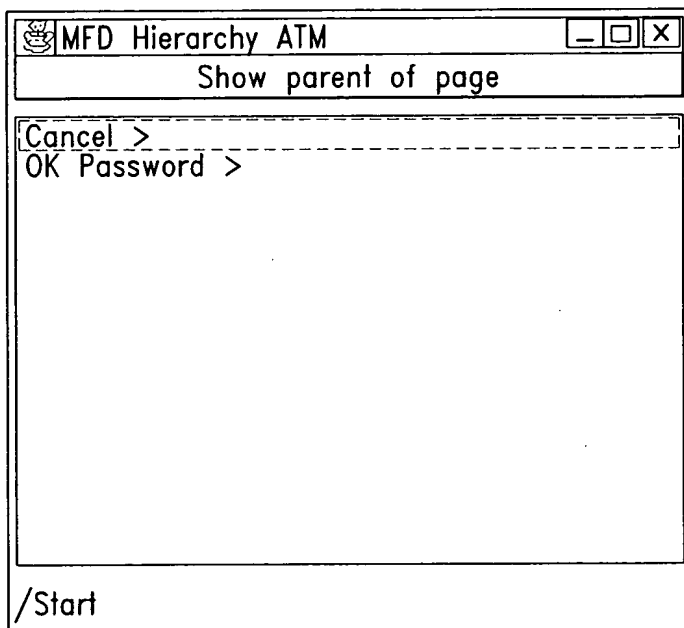 MFD Hierarchy ATM
Show parent of page
Cancel >
OK Password >
/Start